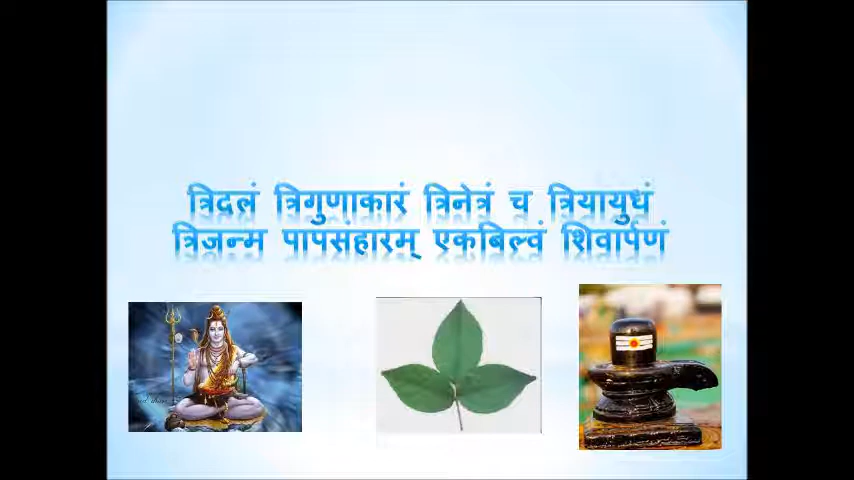 त्रिदलं त्रिगुणाकारं त्रिनेत्रं च त्रियायुधं
त्रिजन्म पापसंहारम् एकबिल्वं शिवार्पणं